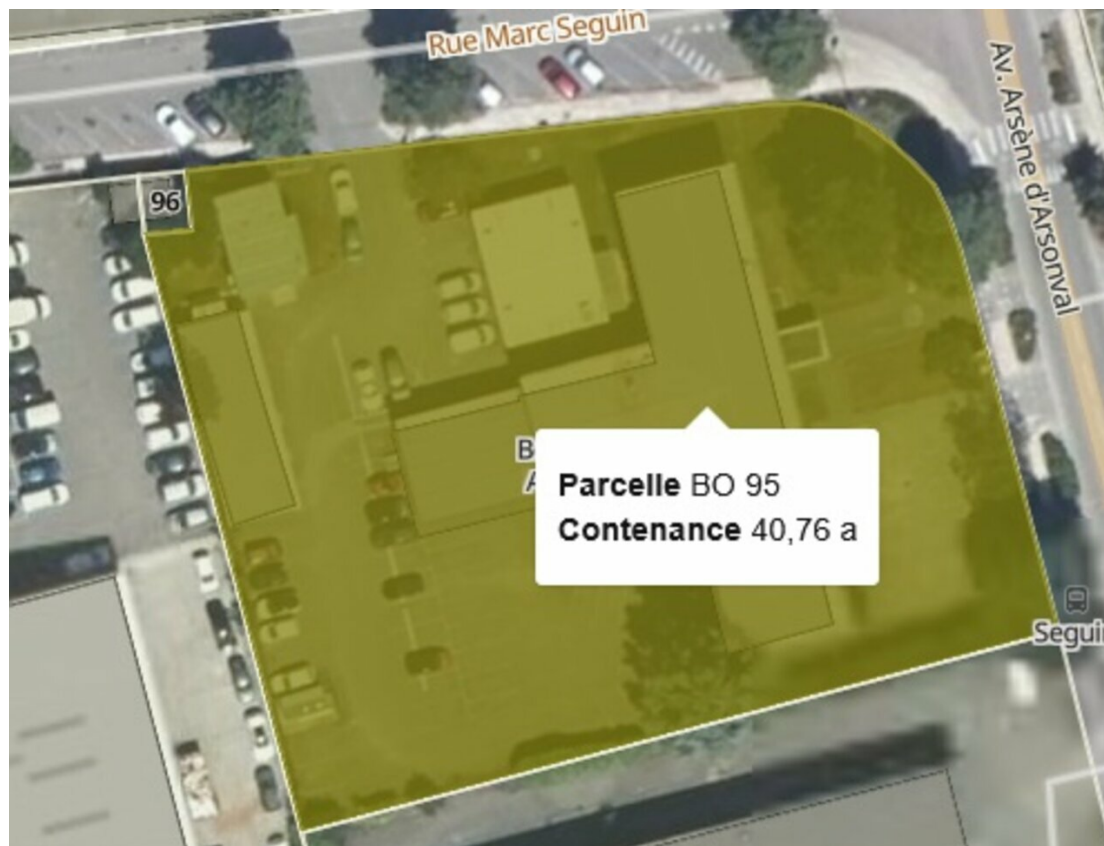 Rue Marc Seguin
Av. Arsène d'Arsonval
96
B
A
Parcelle BO 95
Contenance 40,76 a
Seguin